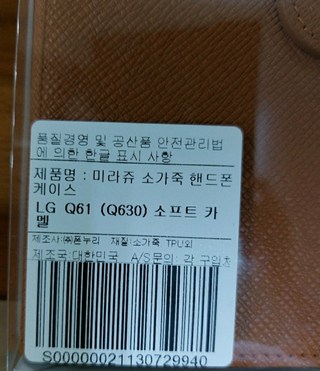 품질경영 및 공산품 안전관리법
에 의한 한글 표시 사항
제품명 : 미라쥬 소가죽 핸드폰
케이스
LG Q61 (Q630) 소프트 카
멜
제조사:㈜폰누리 재질:소가죽 TPU외
제조국:대한민국 A/S문의: 각 구입처
S00000021130729940